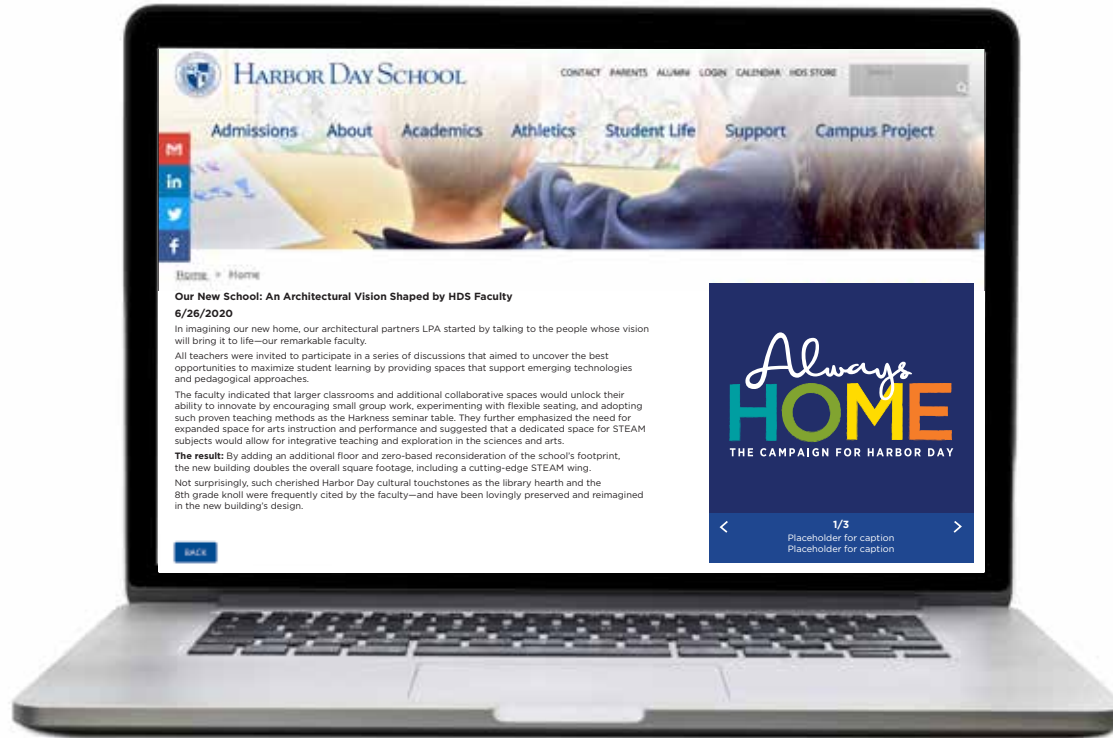 HARBOR DAY SCHOOL
CONTACT PARENTS ALUMNI LOGIN CALENDAR HDS STORE
Admissions About Academics Athletics Student Life Support Campus Project
in
f
Home > Home
Our New School: An Architectural Vision Shaped by HDS Faculty
6/26/2020
In imagining our new home, our architectural partners LPA started by talking to the people whose vision
will bring it to life—our remarkable faculty.
All teachers were invited to participate in a series of discussions that aimed to uncover the best
opportunities to maximize student learning by providing spaces that support emerging technologies
and pedagogical approaches.
The faculty indicated that larger classrooms and additional collaborative spaces would unlock their
ability to innovate by encouraging small group work, experimenting with flexible seating, and adopting
such proven teaching methods as the Harkness seminar table. They further emphasized the need for
expanded space for arts instruction and performance and suggested that a dedicated space for STEAM
subjects would allow for integrative teaching and exploration in the sciences and arts.
The result: By adding an additional floor and zero-based reconsideration of the school's footprint,
the new building doubles the overall square footage, including a cutting-edge STEAM wing.
Not surprisingly, such cherished Harbor Day cultural touchstones as the library hearth and the
8th grade knoll were frequently cited by the faculty—and have been lovingly preserved and reimagined
in the new building's design.
BACK
Always
HOME
THE CAMPAIGN FOR HARBOR DAY
1/3
Placeholder for caption
Placeholder for caption